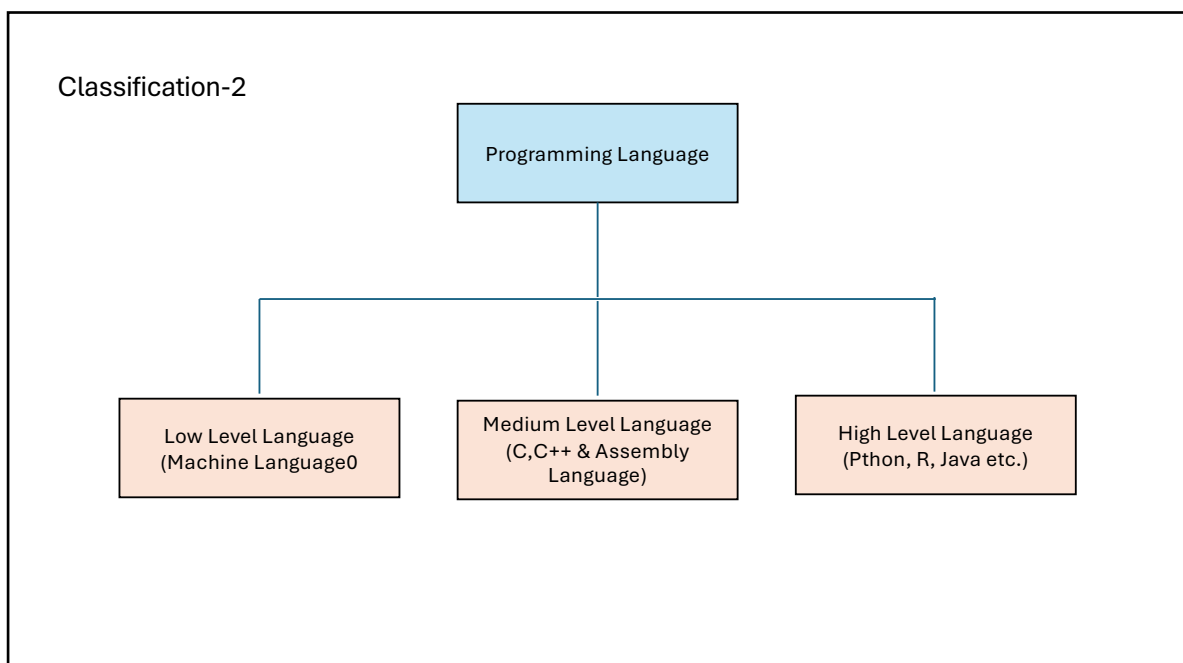 Classification-2
Programming Language
Low Level Language
(Machine Language0
Medium Level Language
(C,C++ & Assembly
Language)
High Level Language
(Pthon, R, Java etc.)